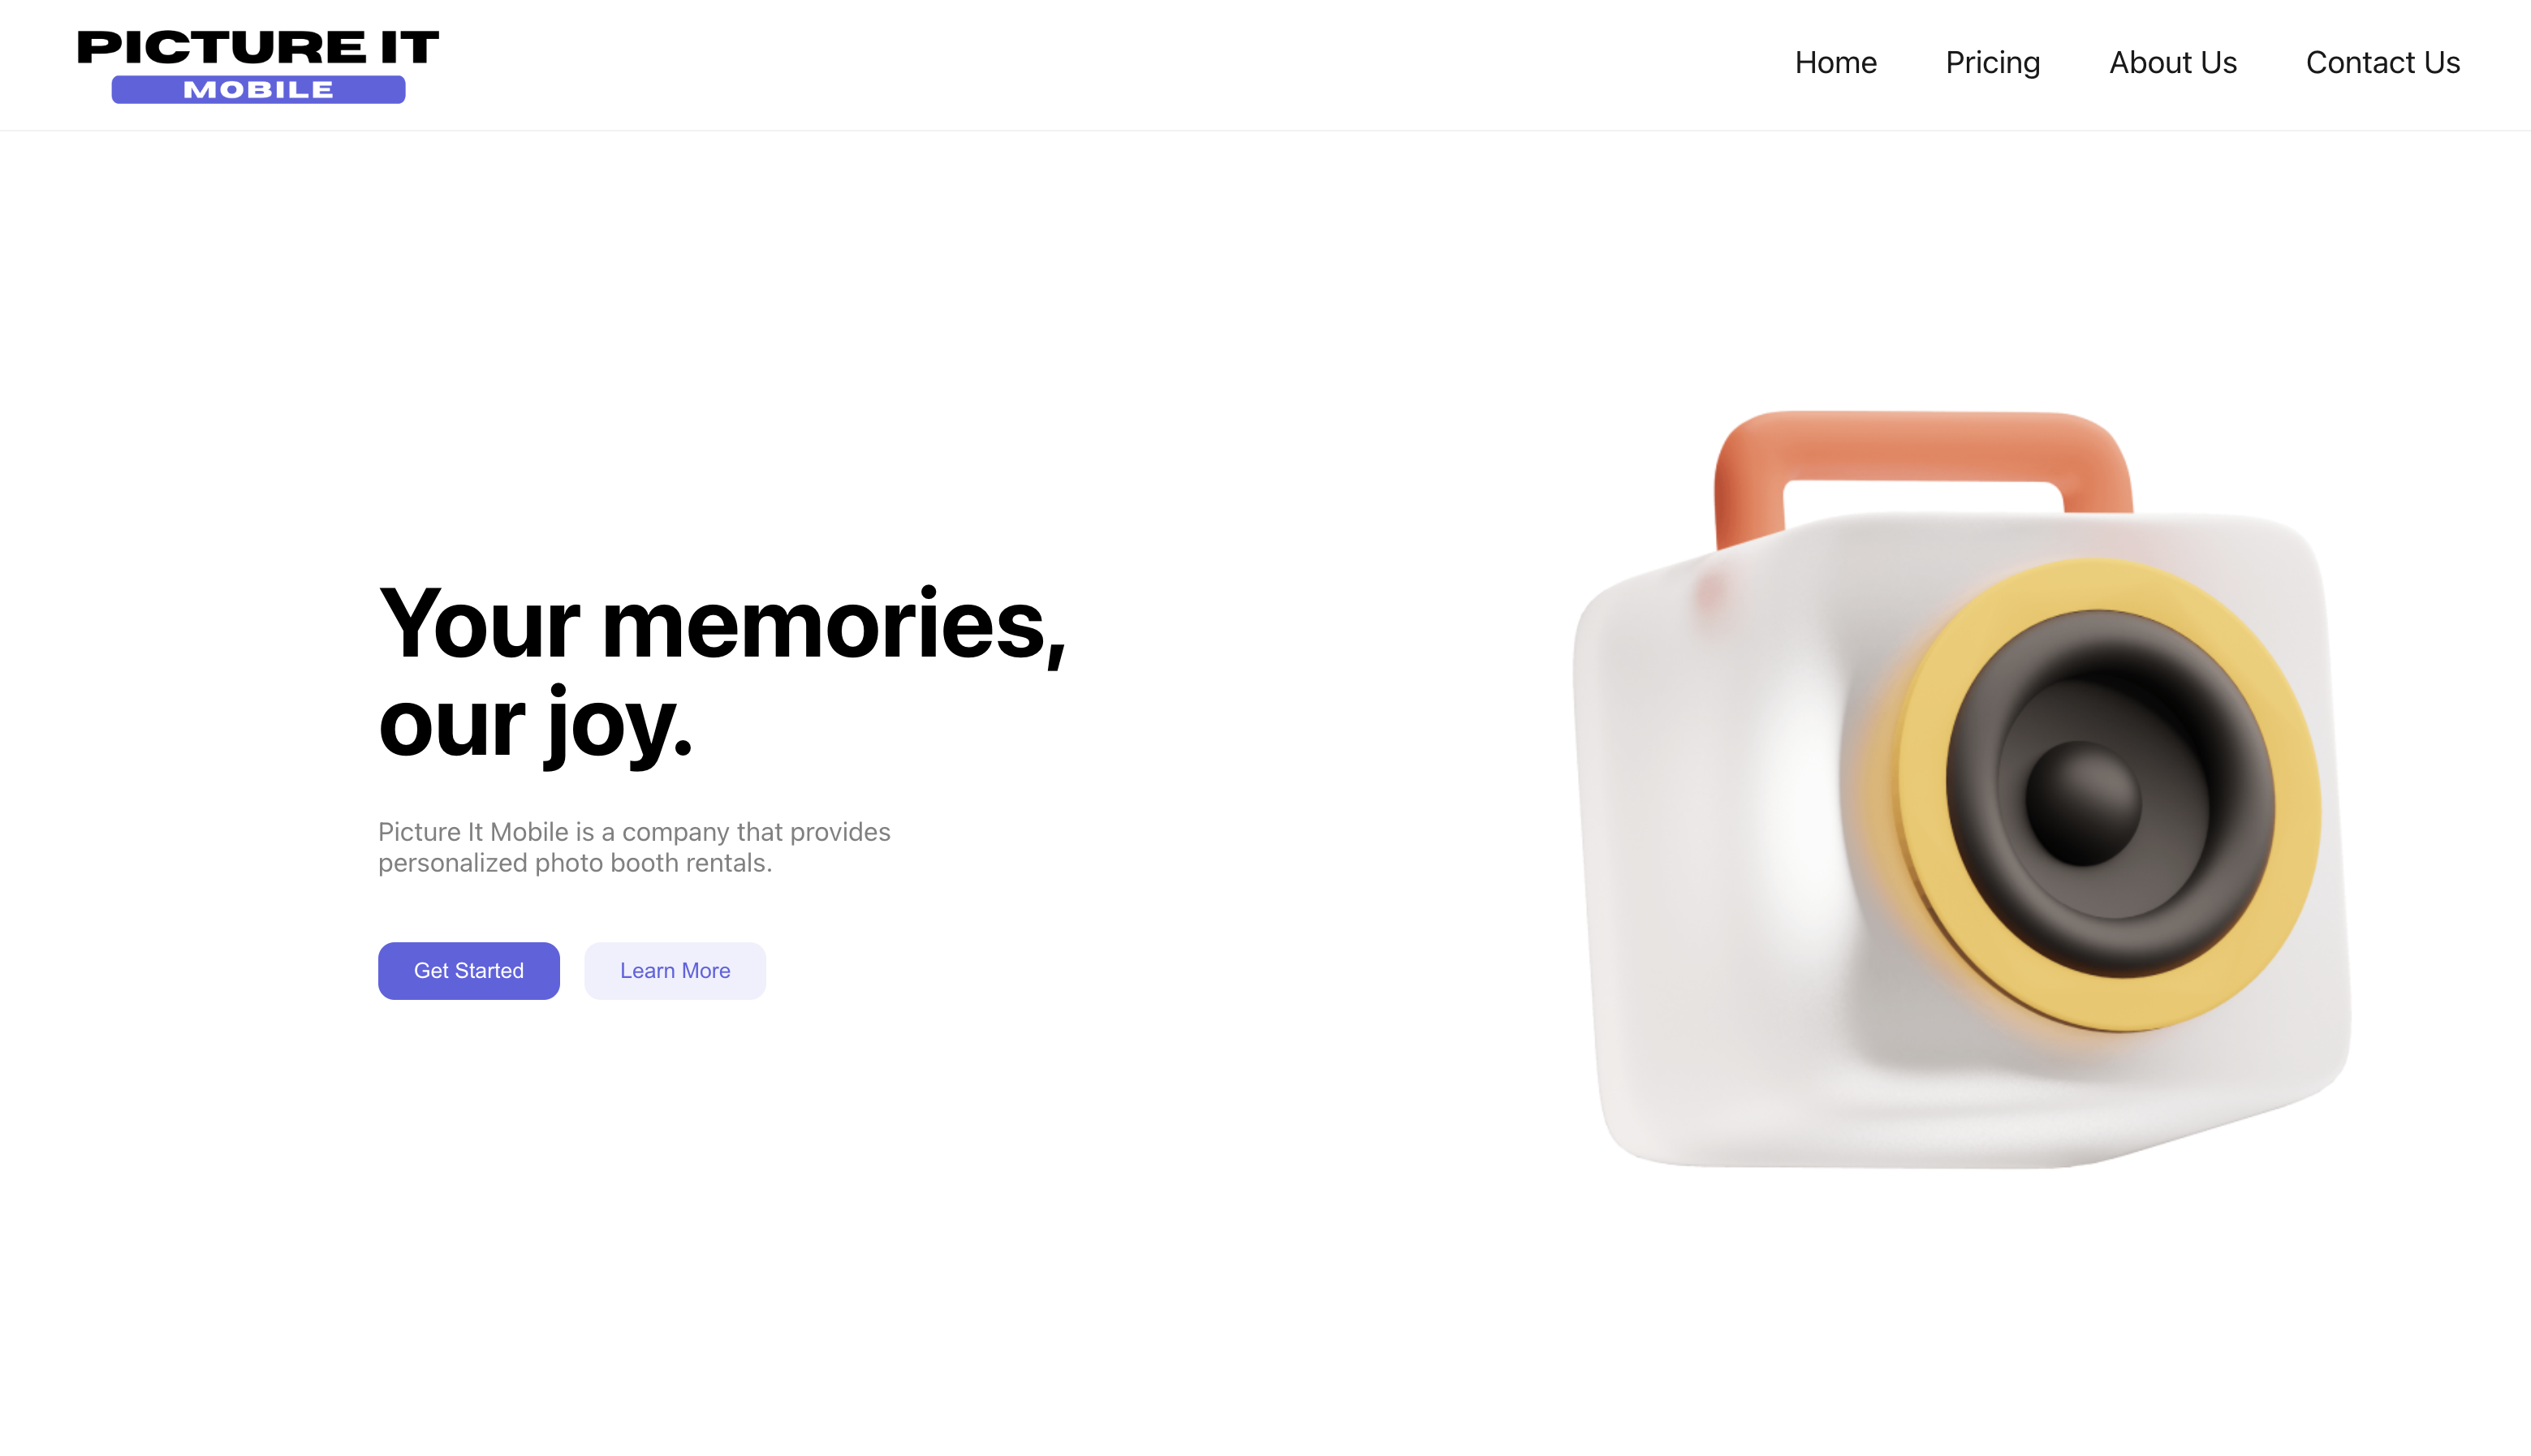 PICTURE IT
MOBILE
Home
Pricing
About Us
Contact Us
Your memories,
our joy.
Picture It Mobile is a company that provides
personalized photo booth rentals.
Get Started
Learn More